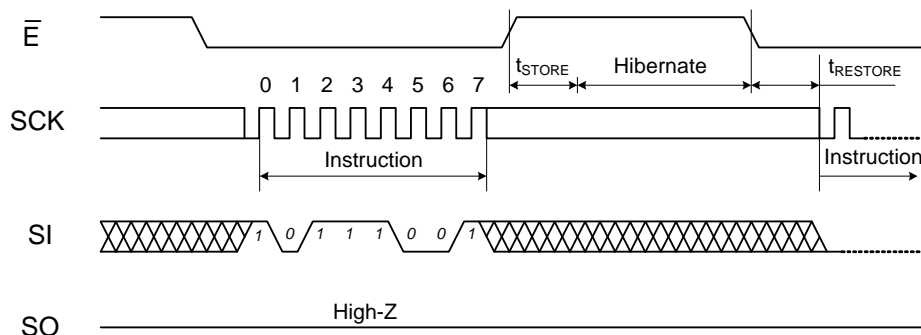 E̅
t_STORE Hibernate t_RESTORE
0 1 2 3 4 5 6 7
SCK
Instruction Instruction
SI 1 0 1 1 1 0 0 1
High-Z
SO